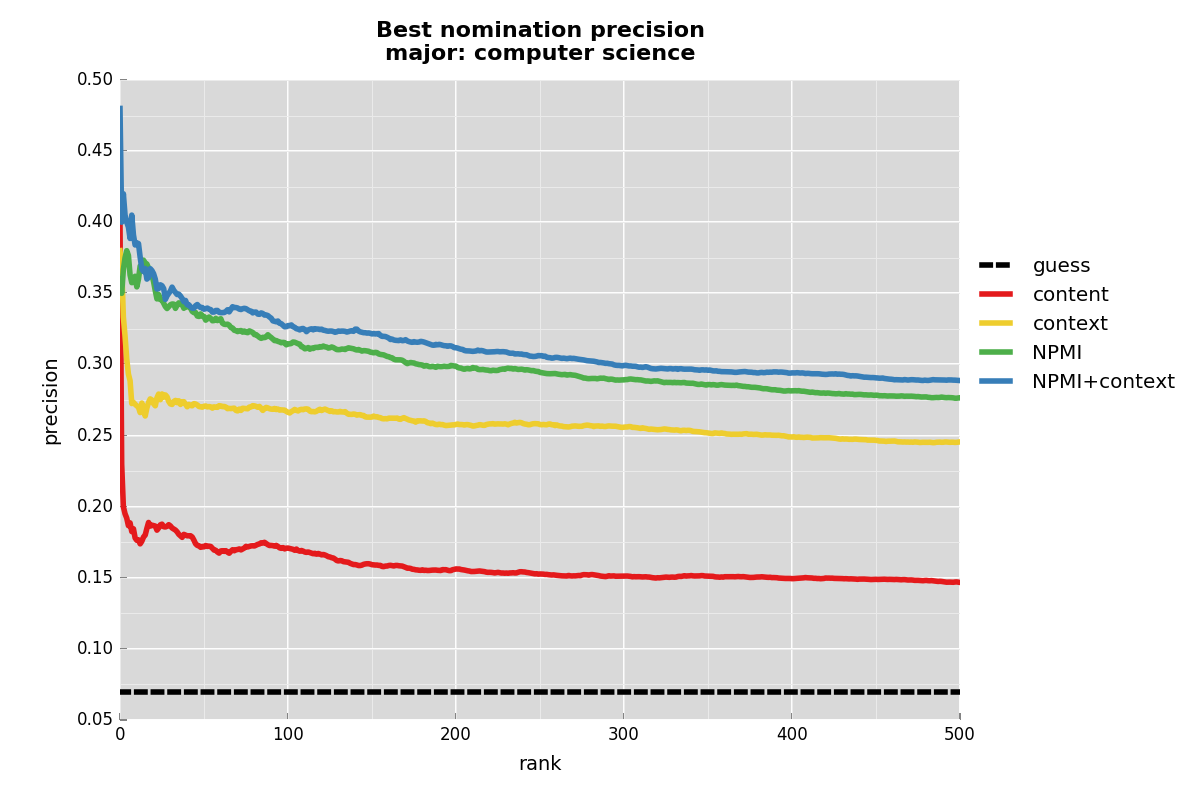 Best nomination precision
major: computer science
precision
0.50
0.45
0.40
0.35
0.30
0.25
0.20
0.15
0.10
0.05
0
100
200
300
400
500
rank
guess
content
context
NPMI
NPMI+context